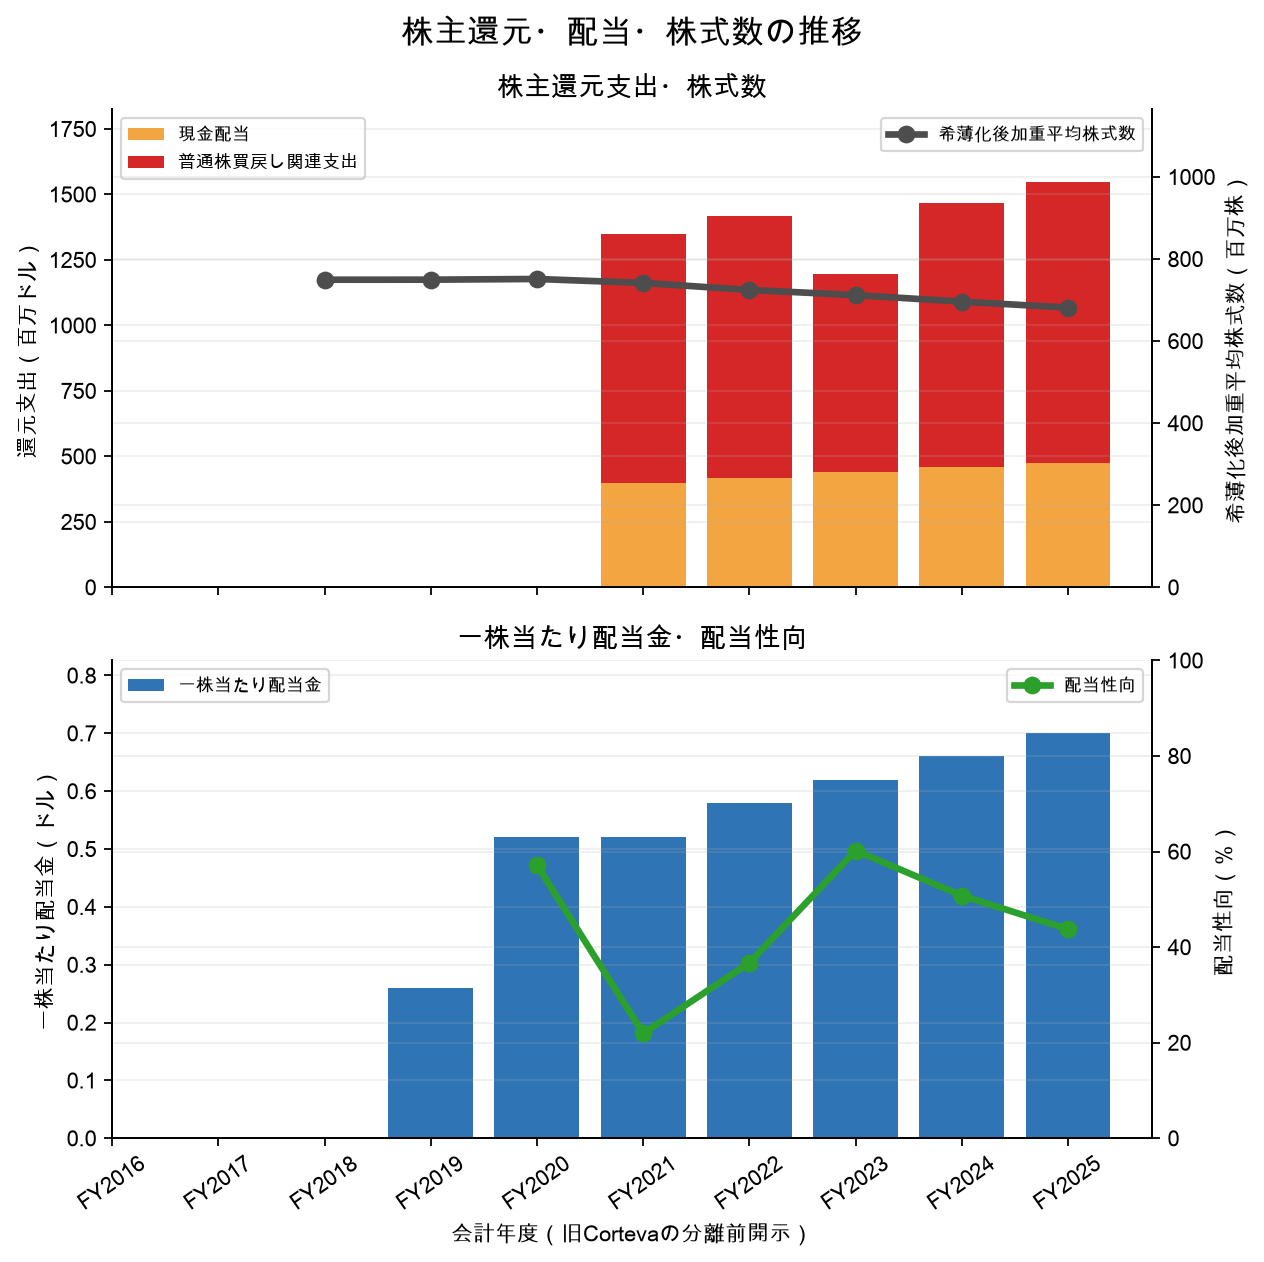 株主還元・配当・株式数の推移
株主還元支出・株式数
現金配当
普通株買戻し関連支出
希薄化後加重平均株式数
1750
1500
1250
1000
750
500
250
0
還元支出(百万ドル)
1000
800
600
400
200
0
希薄化後加重平均株式数(百万株)
一株当たり配当金・配当性向
一株当たり配当金
配当性向
0.8
0.7
0.6
0.5
0.4
0.3
0.2
0.1
0.0
一株当たり配当金(ドル)
100
80
60
40
20
0
配当性向(%)
FY2016
FY2017
FY2018
FY2019
FY2020
FY2021
FY2022
FY2023
FY2024
FY2025
会計年度(旧Cortevaの分離前開示)